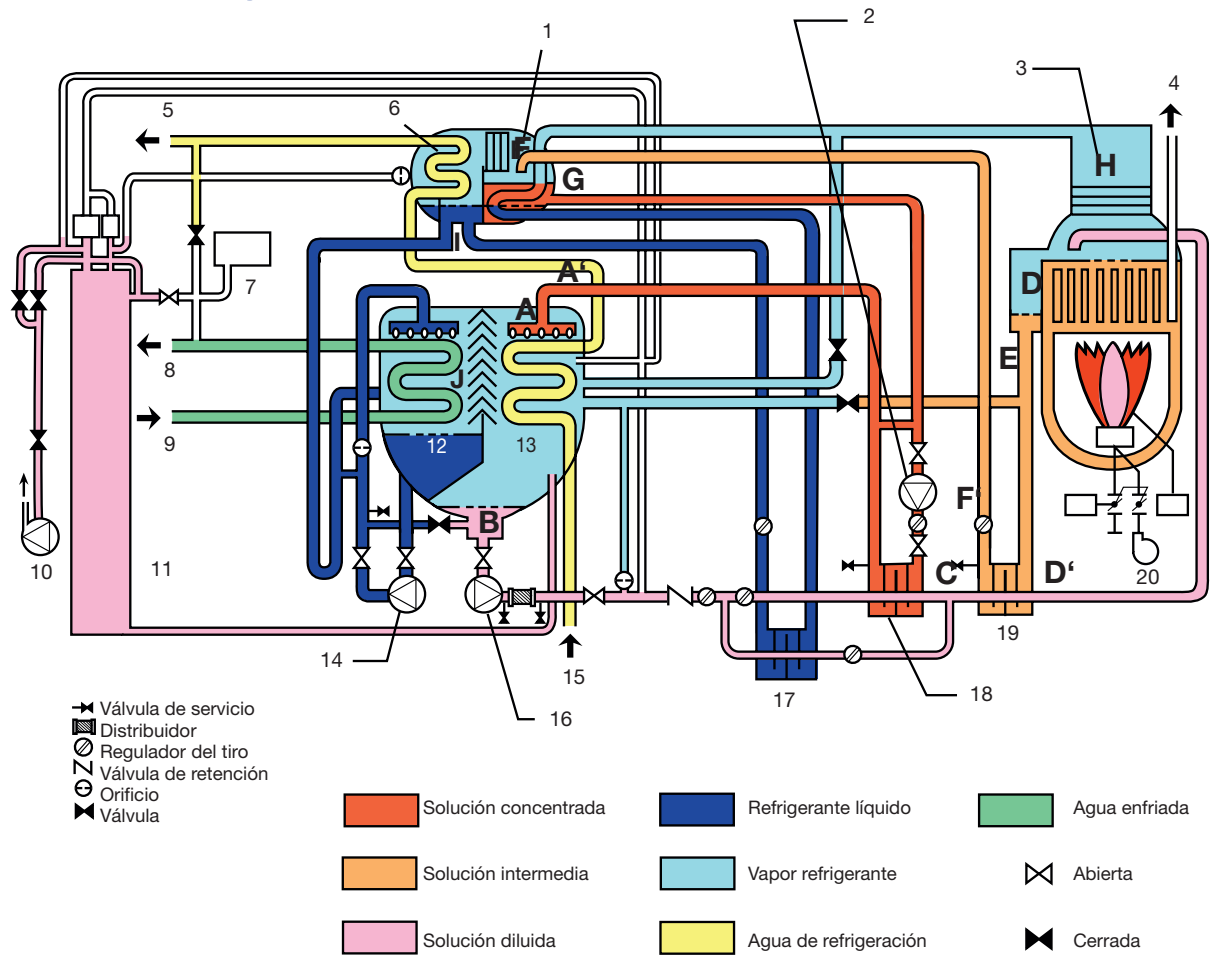 1
2
3
4
5
6
F
H
G
I
A'
7
D
A
E
8
J
9
12
13
F'
B
10
11
C
D'
20
14
15
16
17
18
19
Válvula de servicio
Distribuidor
Regulador del tiro
Válvula de retención
Orificio
Válvula
Solución concentrada
Refrigerante líquido
Agua enfriada
Solución intermedia
Vapor refrigerante
Abierta
Solución diluida
Agua de refrigeración
Cerrada